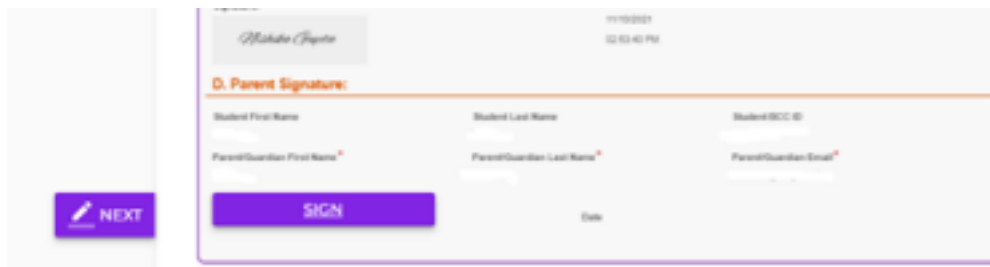 11/10/2021
02:53:40 PM
D. Parent Signature:
Student First Name Student Last Name Student BCC ID
Parent/Guardian First Name* Parent/Guardian Last Name* Parent/Guardian Email*
NEXT
SIGN
Date